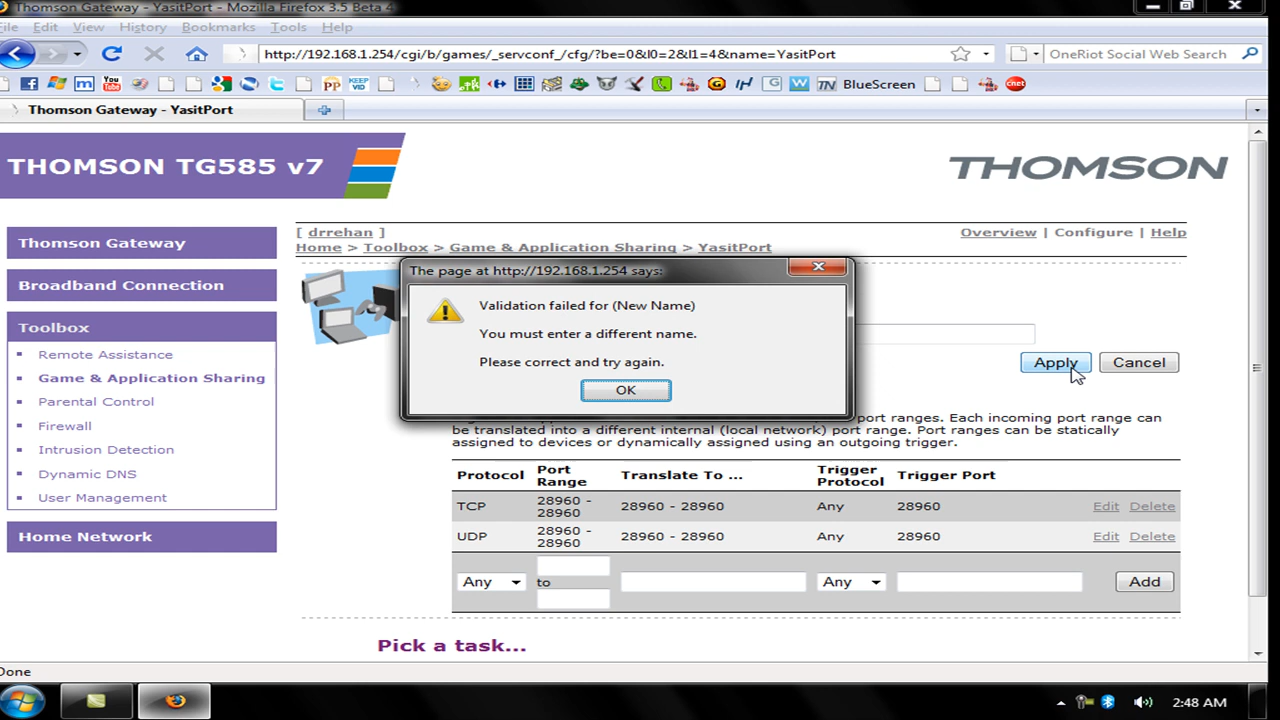 Thomson Gateway - YasitPort - Mozilla Firefox 3.5 Beta 4
File Edit View History Bookmarks Tools Help
http://192.168.1.254/cgi/b/games/_servconf_/cfg/?be=0&l0=2&l1=4&name=YasitPort
OneRiot Social Web Search
BlueScreen
Thomson Gateway - YasitPort
THOMSON TG585 v7
THOMSON
[ drrehan ]
Overview | Configure | Help
Home > Toolbox > Game & Application Sharing > YasitPort
Thomson Gateway
Broadband Connection
Toolbox
Remote Assistance
Game & Application Sharing
Parental Control
Firewall
Intrusion Detection
Dynamic DNS
User Management
Home Network
The page at http://192.168.1.254 says:
Validation failed for (New Name)
You must enter a different name.
Please correct and try again.
OK
Apply Cancel
port ranges. Each incoming port range can
be translated into a different internal (local network) port range. Port ranges can be statically
assigned to devices or dynamically assigned using an outgoing trigger.
Protocol Port Range Translate To ... Trigger Protocol Trigger Port
TCP 28960 - 28960 28960 - 28960 Any 28960 Edit Delete
UDP 28960 - 28960 28960 - 28960 Any 28960 Edit Delete
Any to Any Add
Pick a task...
Done
2:48 AM